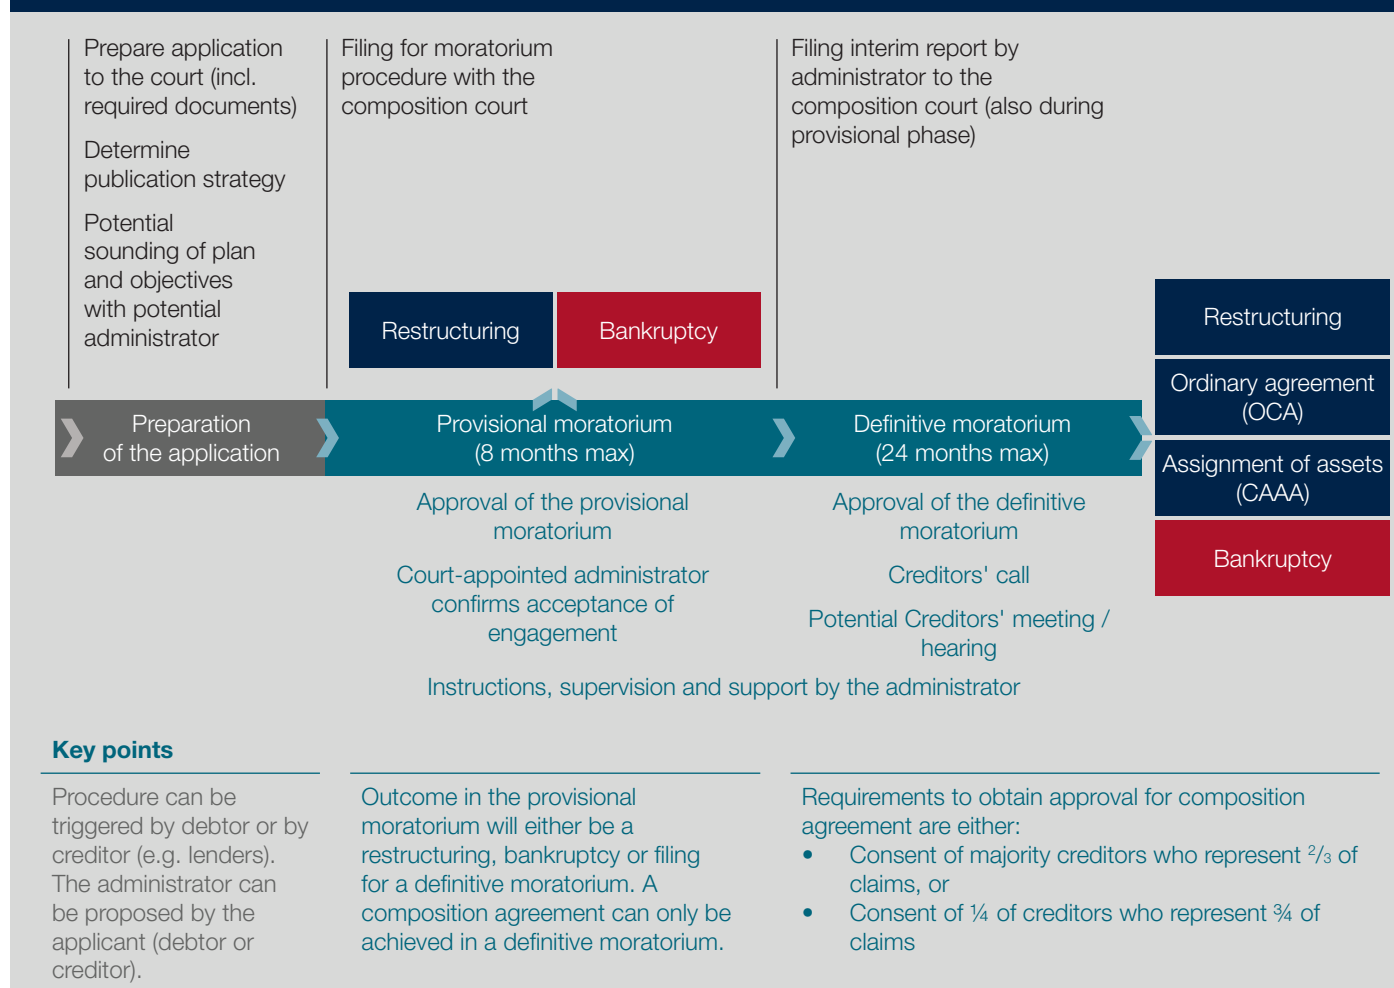 Prepare application
to the court (incl.
required documents)
Determine
publication strategy
Potential
sounding of plan
and objectives
with potential
administrator
Filing for moratorium
procedure with the
composition court
Filing interim report by
administrator to the
composition court (also during
provisional phase)
Restructuring
Bankruptcy
Preparation
of the application
Provisional moratorium
(8 months max)
Definitive moratorium
(24 months max)
Restructuring
Ordinary agreement
(OCA)
Assignment of assets
(CAAA)
Bankruptcy
Approval of the provisional
moratorium
Court-appointed administrator
confirms acceptance of
engagement
Approval of the definitive
moratorium
Creditors' call
Potential Creditors' meeting /
hearing
Instructions, supervision and support by the administrator
Key points
Procedure can be
triggered by debtor or by
creditor (e.g. lenders).
The administrator can
be proposed by the
applicant (debtor or
creditor).
Outcome in the provisional
moratorium will either be a
restructuring, bankruptcy or filing
for a definitive moratorium. A
composition agreement can only be
achieved in a definitive moratorium.
Requirements to obtain approval for composition
agreement are either:
• Consent of majority creditors who represent ²/₃ of
claims, or
• Consent of ¼ of creditors who represent ¾ of
claims